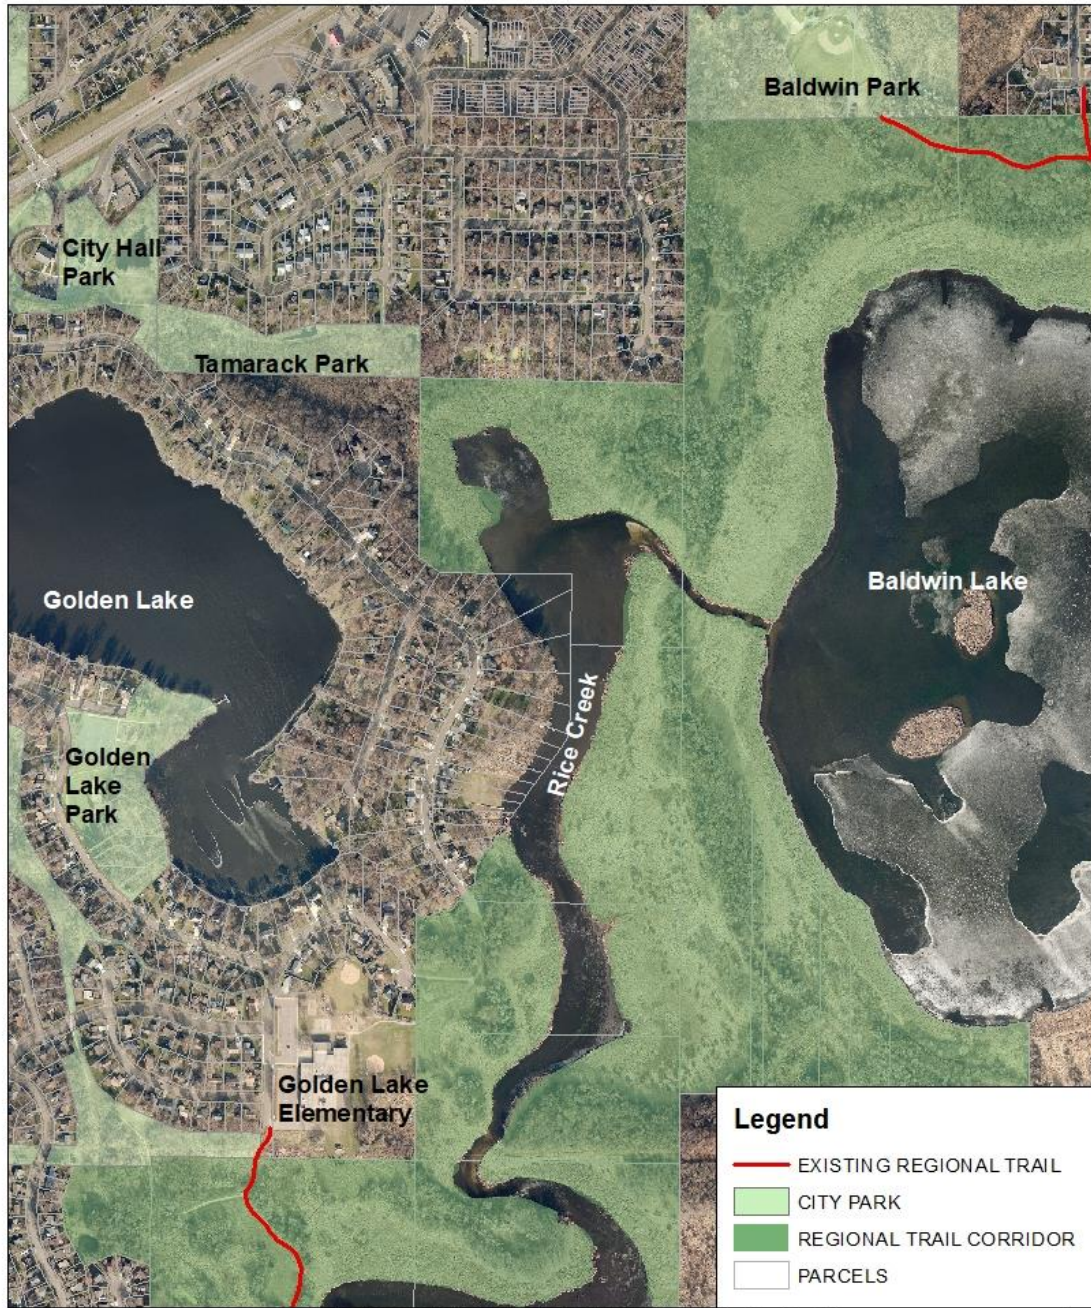 Baldwin Park
City Hall
Park
Tamarack Park
Golden Lake
Baldwin Lake
Rice Creek
Golden
Lake
Park
Golden Lake
Elementary
Legend
EXISTING REGIONAL TRAIL
CITY PARK
REGIONAL TRAIL CORRIDOR
PARCELS